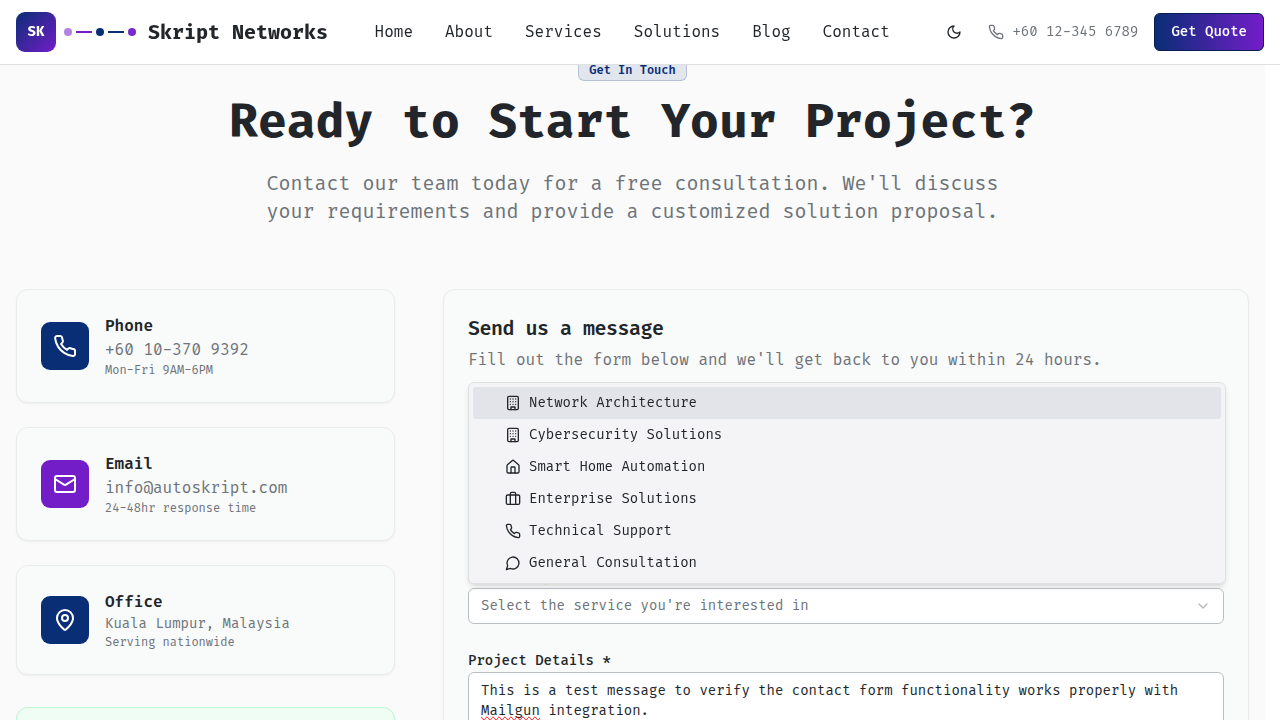 SK
Skript Networks
Home
About
Services
Solutions
Blog
Contact
+60 12-345 6789
Get Quote
Get In Touch
Ready to Start Your Project?
Contact our team today for a free consultation. We'll discuss
your requirements and provide a customized solution proposal.
Phone
+60 10-370 9392
Mon-Fri 9AM-6PM
Email
info@autoskript.com
24-48hr response time
Office
Kuala Lumpur, Malaysia
Serving nationwide
Send us a message
Fill out the form below and we'll get back to you within 24 hours.
Network Architecture
Cybersecurity Solutions
Smart Home Automation
Enterprise Solutions
Technical Support
General Consultation
Select the service you're interested in
Project Details *
This is a test message to verify the contact form functionality works properly with
Mailgun integration.